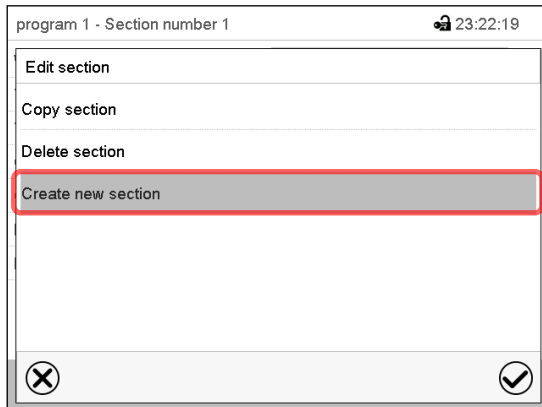 program 1 - Section number 1 23:22:19
Edit section
Copy section
Delete section
Create new section